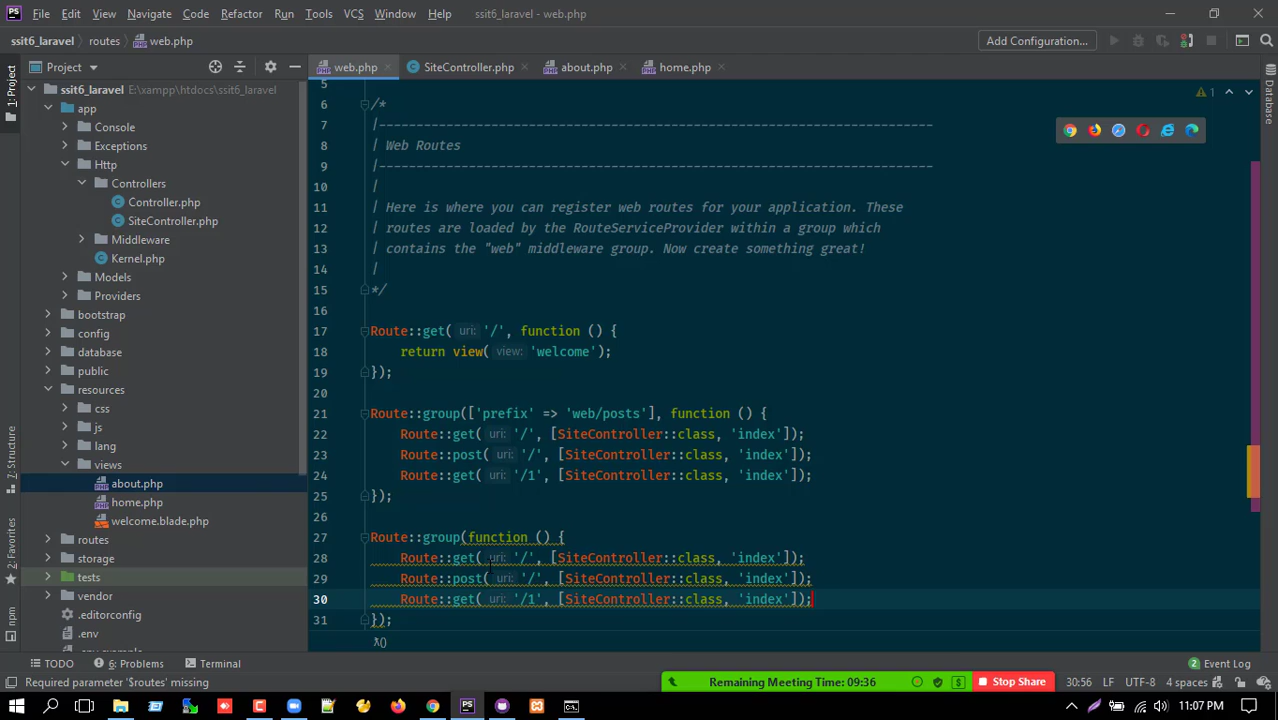 PS File Edit View Navigate Code Refactor Run Tools VCS Window Help ssit6_laravel – web.php
ssit6_laravel routes web.php Add Configuration...
Project web.php SiteController.php about.php home.php
1: Project
7: Structure
2: Favorites
Database
ssit6_laravel E:\xampp\htdocs\ssit6_laravel
app
Console
Exceptions
Http
Controllers
Controller.php
SiteController.php
Middleware
Kernel.php
Models
Providers
bootstrap
config
database
public
resources
css
js
lang
views
about.php
home.php
welcome.blade.php
routes
storage
tests
vendor
.editorconfig
.env
1
5
6 /*
7 |--------------------------------------------------------------------------
8 | Web Routes
9 |--------------------------------------------------------------------------
10 |
11 | Here is where you can register web routes for your application. These
12 | routes are loaded by the RouteServiceProvider within a group which
13 | contains the "web" middleware group. Now create something great!
14 |
15 */
16
17 Route::get( uri: '/', function () {
18 return view( view: 'welcome');
19 });
20
21 Route::group(['prefix' => 'web/posts'], function () {
22 Route::get( uri: '/', [SiteController::class, 'index']);
23 Route::post( uri: '/', [SiteController::class, 'index']);
24 Route::get( uri: '/1', [SiteController::class, 'index']);
25 });
26
27 Route::group(function () {
28 Route::get( uri: '/', [SiteController::class, 'index']);
29 Route::post( uri: '/', [SiteController::class, 'index']);
30 Route::get( uri: '/1', [SiteController::class, 'index']);
31 });
λ()
TODO 6: Problems Terminal 2 Event Log
Remaining Meeting Time: 09:36 Stop Share
Required parameter '$routes' missing 30:56 LF UTF-8 4 spaces
11:07 PM